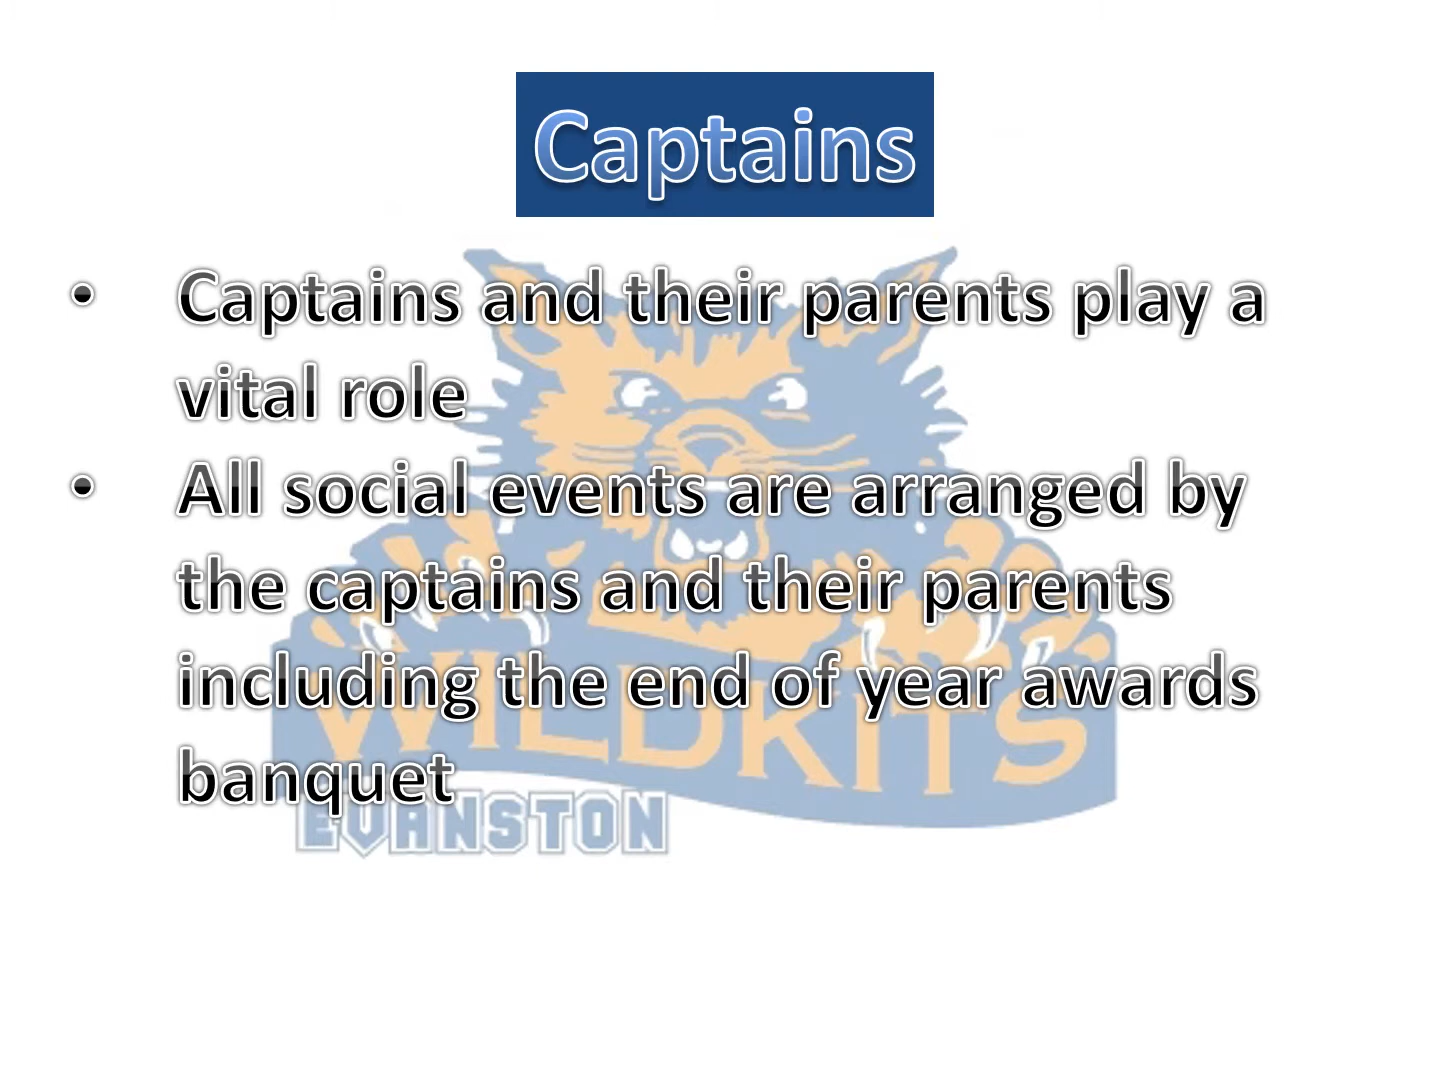 Captains
• Captains and their parents play a
vital role
• All social events are arranged by
the captains and their parents
including the end of year awards
banquet
WILDKITS
EVANSTON